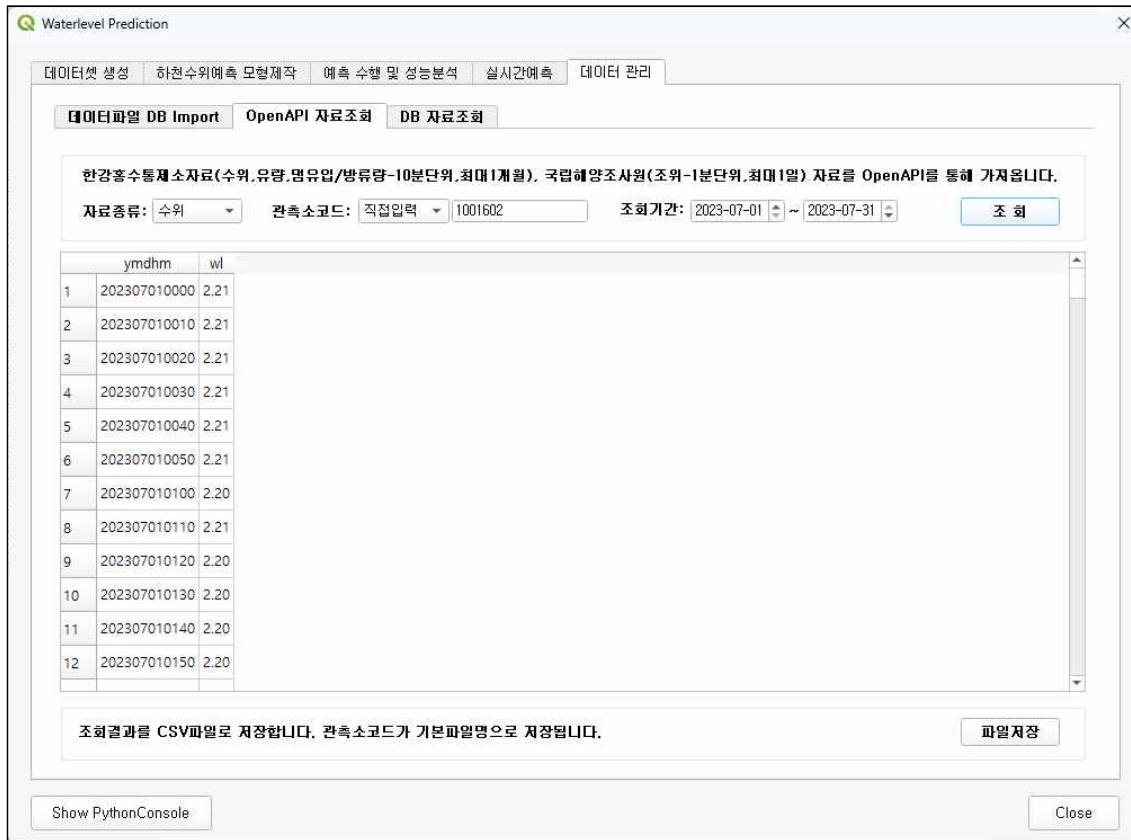 Waterlevel Prediction
데이터셋 생성 하천수위예측 모형제작 예측 수행 및 성능분석 실시간예측 데이터 관리
데이터파일 DB Import OpenAPI 자료조회 DB 자료조회
한강홍수통제소자료(수위,유량,댐유입/방류량-10분단위,최대1개월), 국립해양조사원(조위-1분단위,최대1일) 자료를 OpenAPI를 통해 가져옵니다.
자료종류: 수위 관측소코드: 직접입력 1001602 조회기간: 2023-07-01 ~ 2023-07-31 조 회
ymdhm wl
1 202307010000 2.21
2 202307010010 2.21
3 202307010020 2.21
4 202307010030 2.21
5 202307010040 2.21
6 202307010050 2.21
7 202307010100 2.20
8 202307010110 2.21
9 202307010120 2.20
10 202307010130 2.20
11 202307010140 2.20
12 202307010150 2.20
조회결과를 CSV파일로 저장합니다. 관측소코드가 기본파일명으로 저장됩니다. 파일저장
Show PythonConsole Close